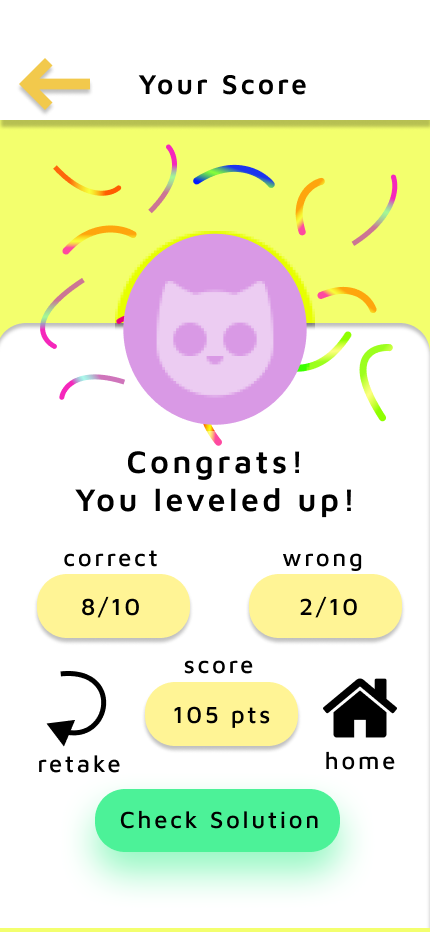 Your Score
Congrats!
You leveled up!
correct
wrong
8/10
2/10
score
105 pts
retake
home
Check Solution